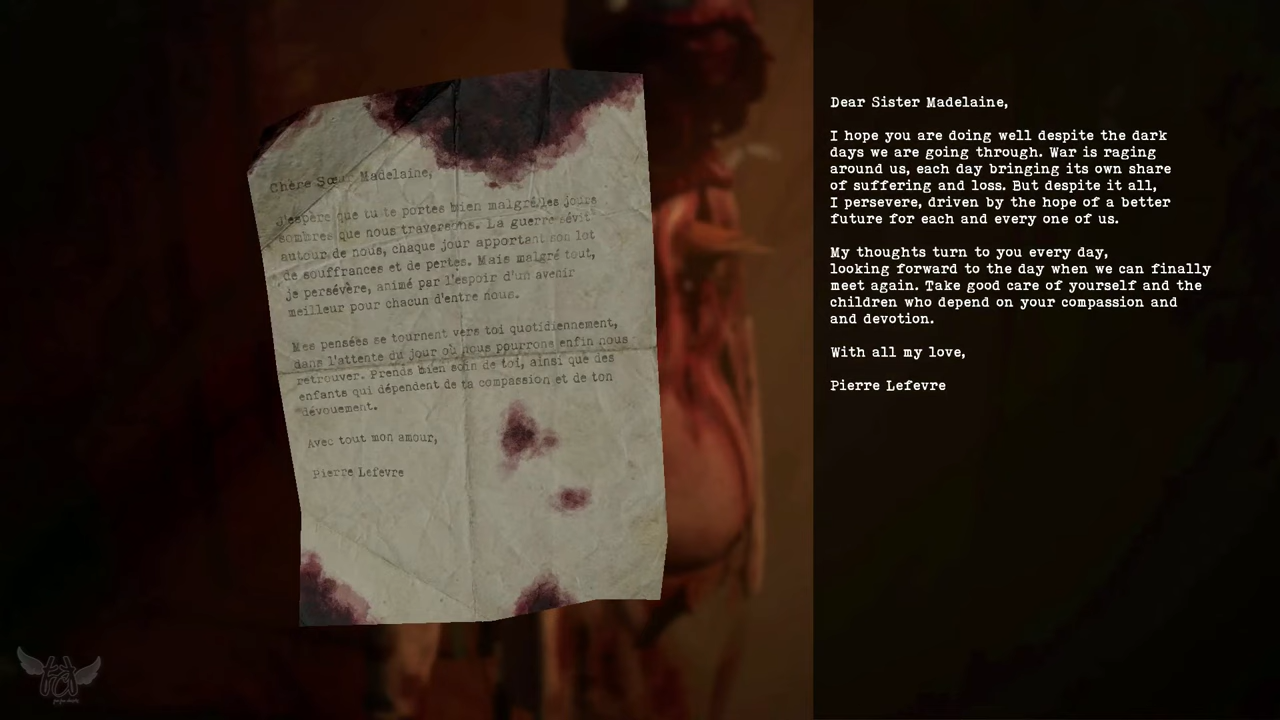 Chère Sœur Madelaine,
J'espère que tu te portes bien malgré les jours
sombres que nous traversons. La guerre sévit
autour de nous, chaque jour apportant son lot
de souffrances et de pertes. Mais malgré tout,
je persévère, animé par l'espoir d'un avenir
meilleur pour chacun d'entre nous.
Mes pensées se tournent vers toi quotidiennement,
dans l'attente du jour où nous pourrons enfin nous
retrouver. Prends bien soin de toi, ainsi que des
enfants qui dépendent de ta compassion et de ton
dévouement.
Avec tout mon amour,
Pierre Lefevre
Dear Sister Madelaine,
I hope you are doing well despite the dark
days we are going through. War is raging
around us, each day bringing its own share
of suffering and loss. But despite it all,
I persevere, driven by the hope of a better
future for each and every one of us.
My thoughts turn to you every day,
looking forward to the day when we can finally
meet again. Take good care of yourself and the
children who depend on your compassion and
and devotion.
With all my love,
Pierre Lefevre